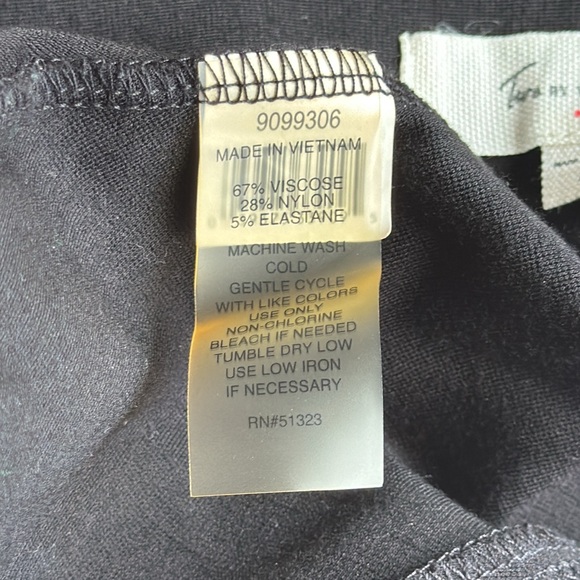 9099306
MADE IN VIETNAM
67% VISCOSE
28% NYLON
5% ELASTANE
MACHINE WASH
COLD
GENTLE CYCLE
WITH LIKE COLORS
USE ONLY
NON-CHLORINE
BLEACH IF NEEDED
TUMBLE DRY LOW
USE LOW IRON
IF NECESSARY
RN#51323